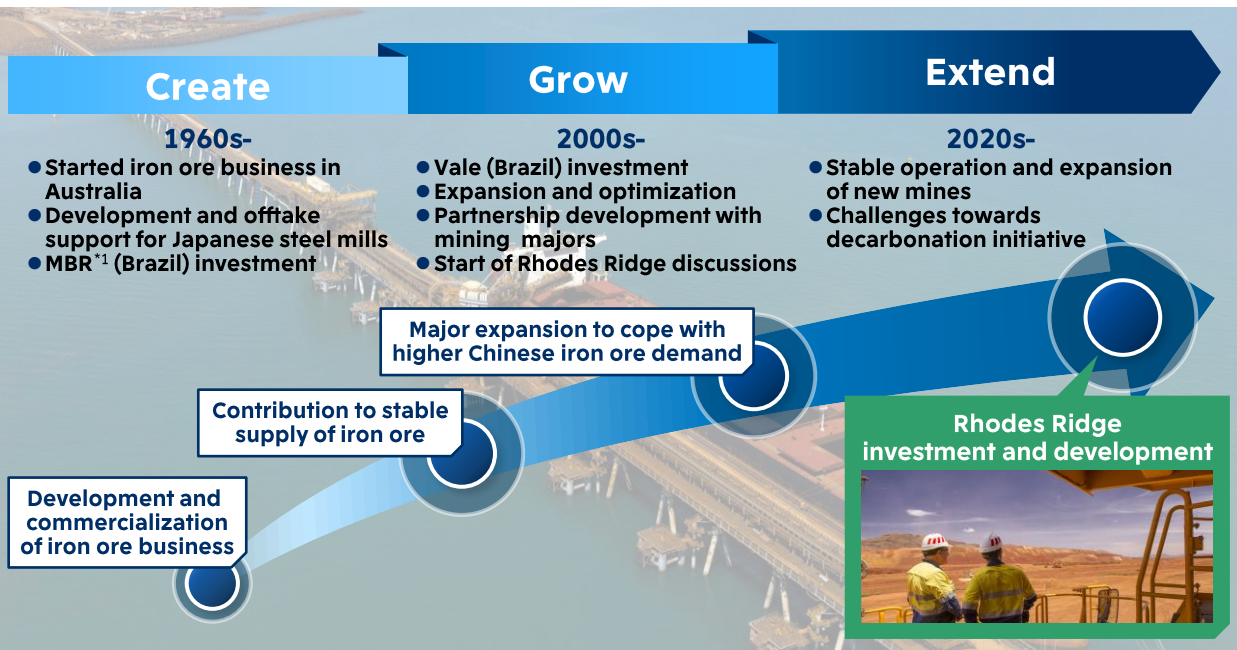 Create
Grow
Extend
1960s-
● Started iron ore business in
Australia
● Development and offtake
support for Japanese steel mills
● MBR*1 (Brazil) investment
2000s-
● Vale (Brazil) investment
● Expansion and optimization
● Partnership development with
mining majors
● Start of Rhodes Ridge discussions
2020s-
● Stable operation and expansion
of new mines
● Challenges towards
decarbonation initiative
Major expansion to cope with
higher Chinese iron ore demand
Contribution to stable
supply of iron ore
Development and
commercialization
of iron ore business
Rhodes Ridge
investment and development